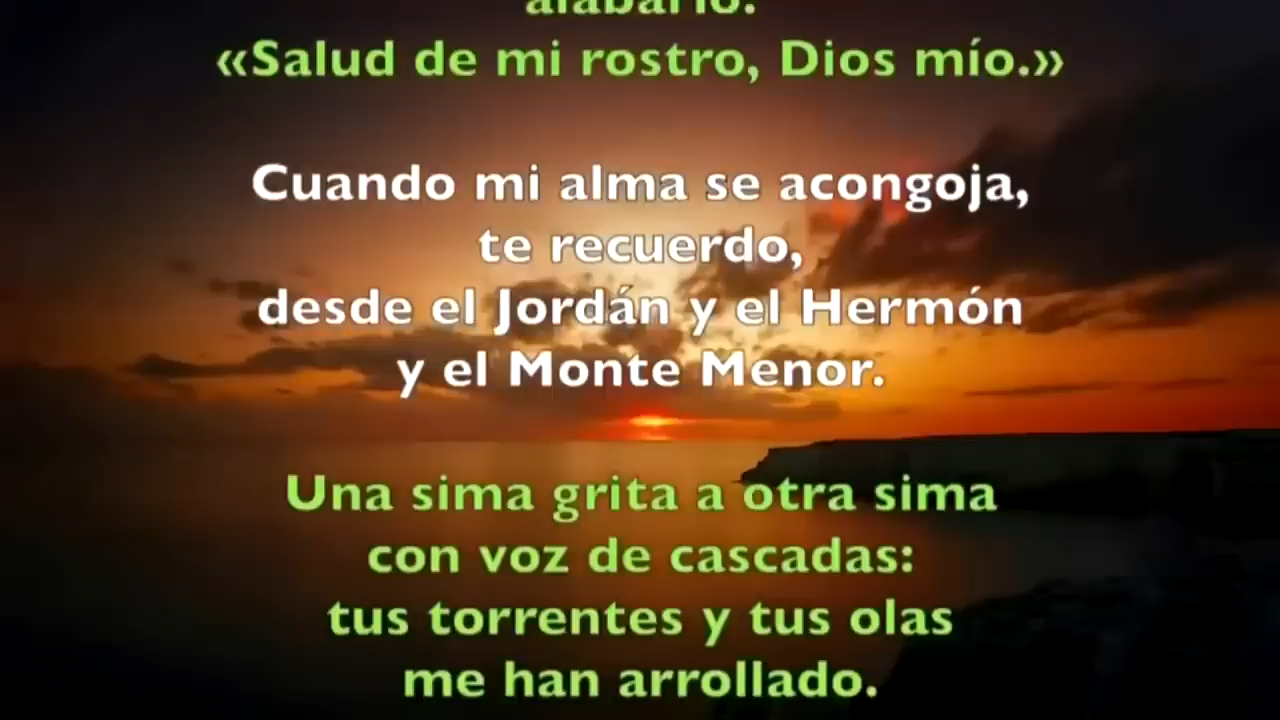 alabarlo.
«Salud de mi rostro, Dios mío.»
Cuando mi alma se acongoja,
te recuerdo,
desde el Jordán y el Hermón
y el Monte Menor.
Una sima grita a otra sima
con voz de cascadas:
tus torrentes y tus olas
me han arrollado.